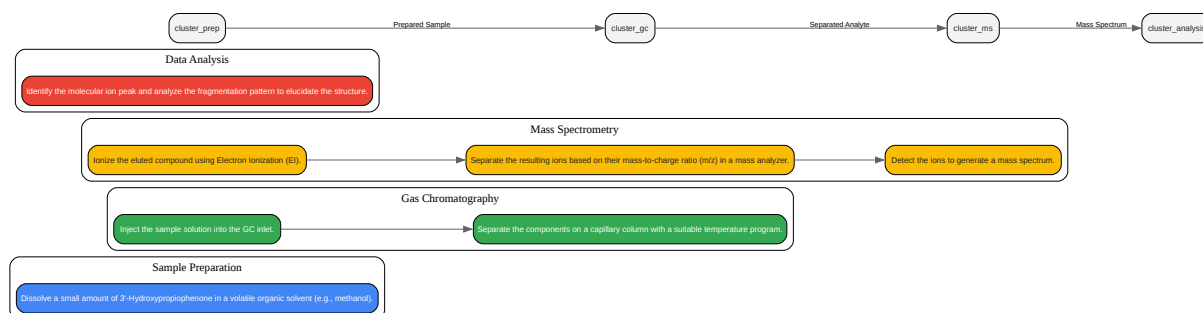 cluster_prep
Prepared Sample
cluster_gc
Separated Analyte
cluster_ms
Mass Spectrum
cluster_analysis
Data Analysis
Identify the molecular ion peak and analyze the fragmentation pattern to elucidate the structure.
Mass Spectrometry
Ionize the eluted compound using Electron Ionization (EI).
Separate the resulting ions based on their mass-to-charge ratio (m/z) in a mass analyzer.
Detect the ions to generate a mass spectrum.
Gas Chromatography
Inject the sample solution into the GC inlet.
Separate the components on a capillary column with a suitable temperature program.
Sample Preparation
Dissolve a small amount of 3'-Hydroxypropiophenone in a volatile organic solvent (e.g., methanol).